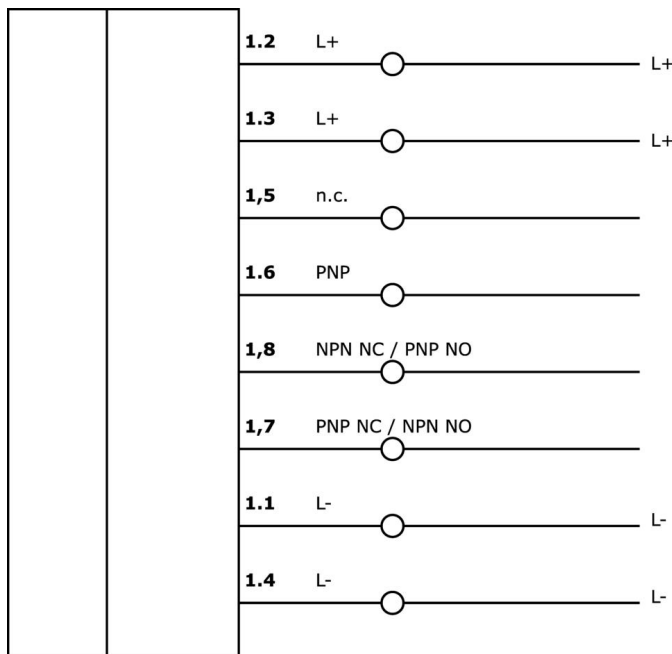 1.2 L+
L+
1.3 L+
L+
1,5 n.c.
1.6 PNP
1,8 NPN NC / PNP NO
1,7 PNP NC / NPN NO
1.1 L-
L-
1.4 L-
L-